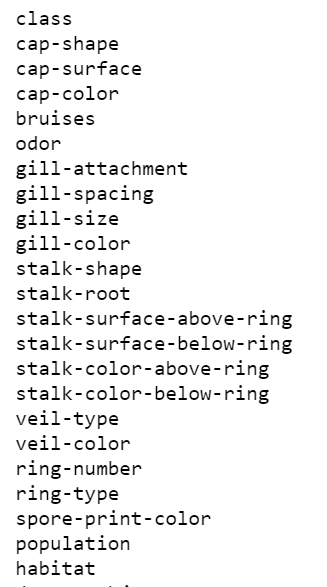 class
cap-shape
cap-surface
cap-color
bruises
odor
gill-attachment
gill-spacing
gill-size
gill-color
stalk-shape
stalk-root
stalk-surface-above-ring
stalk-surface-below-ring
stalk-color-above-ring
stalk-color-below-ring
veil-type
veil-color
ring-number
ring-type
spore-print-color
population
habitat